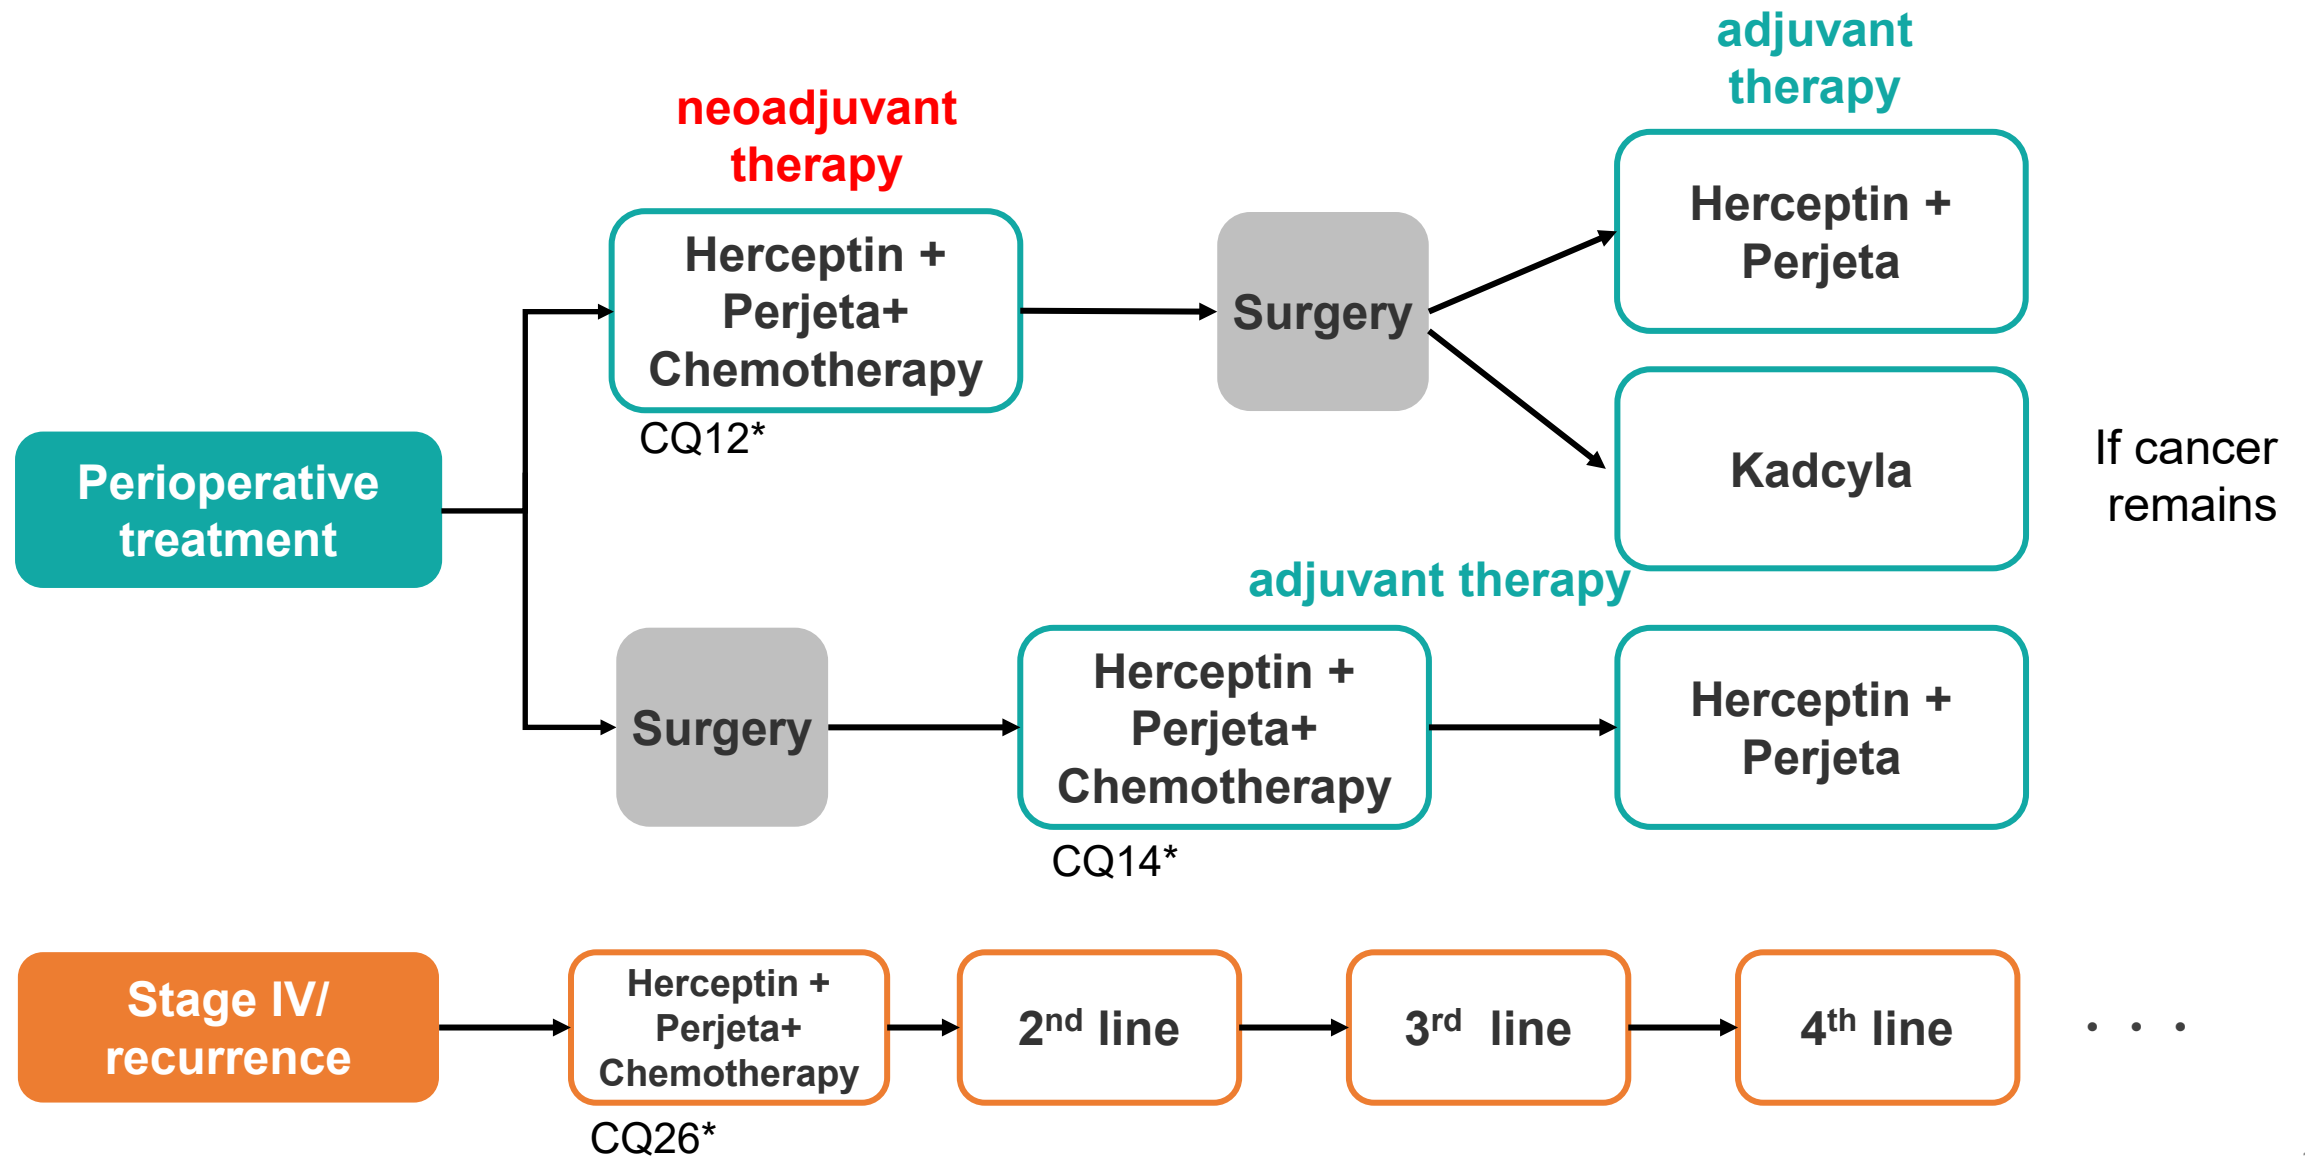 adjuvant
therapy
neoadjuvant
therapy
Herceptin +
Perjeta+
Chemotherapy
CQ12*
Surgery
Herceptin +
Perjeta
Kadcyla
If cancer
remains
Perioperative
treatment
adjuvant therapy
Surgery
Herceptin +
Perjeta+
Chemotherapy
CQ14*
Herceptin +
Perjeta
Stage IV/
recurrence
Herceptin +
Perjeta+
Chemotherapy
CQ26*
2nd line
3rd line
4th line
· · ·